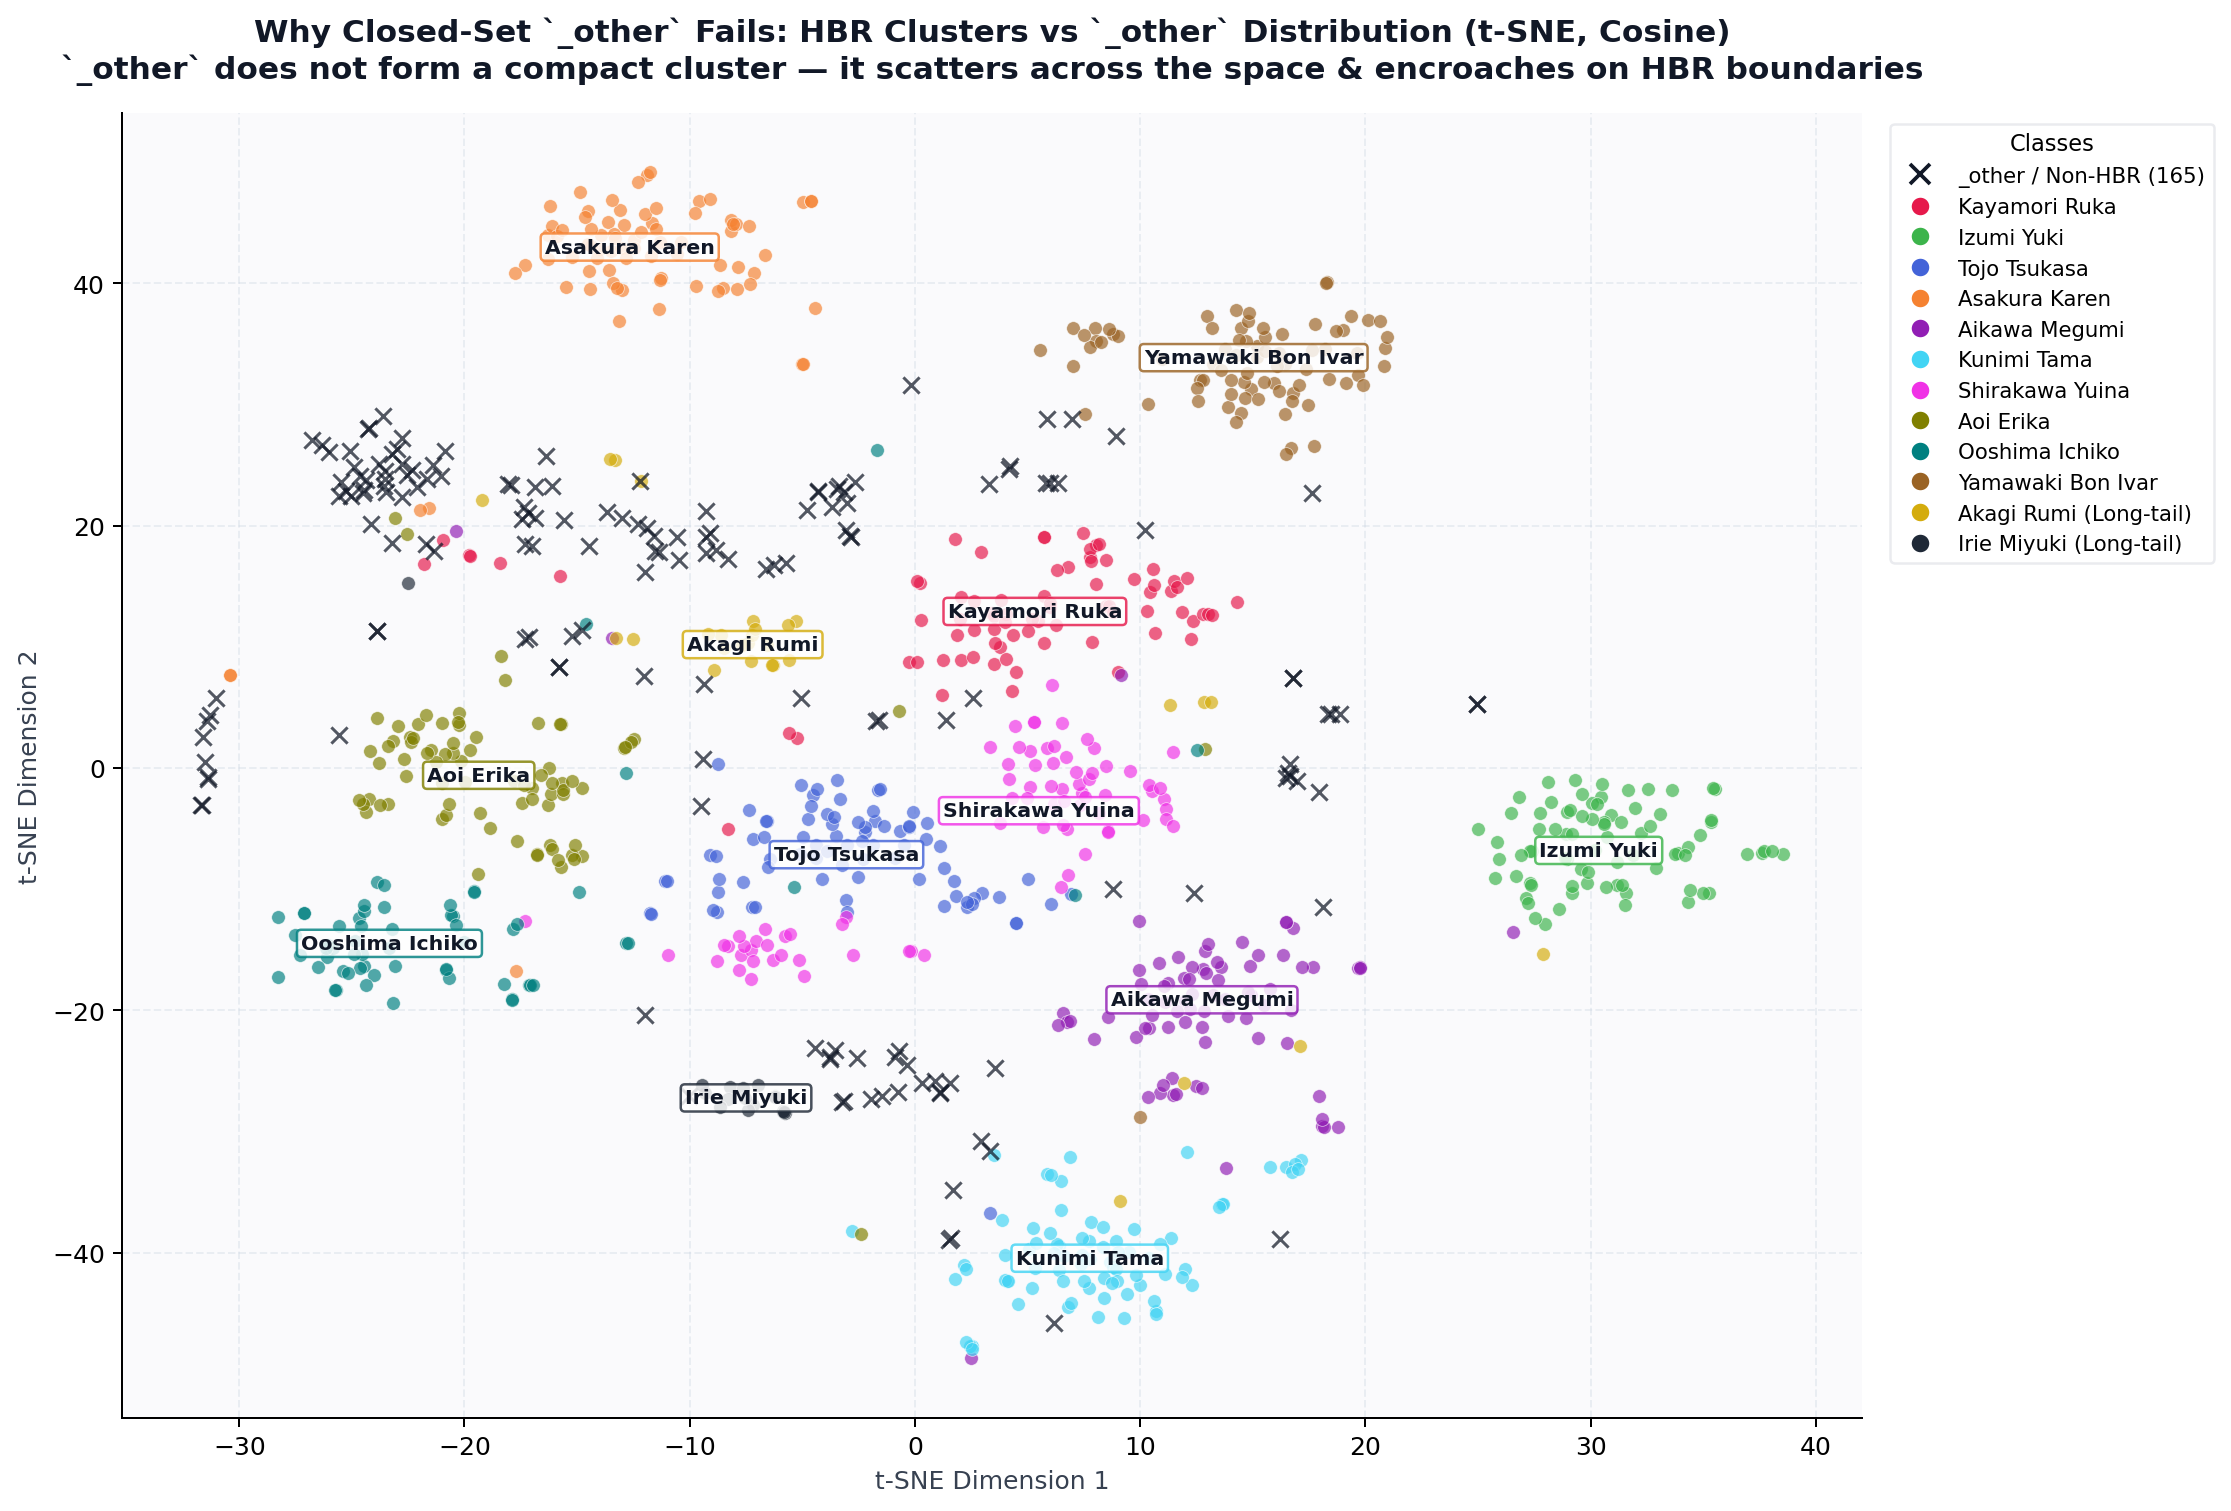 Why Closed-Set `_other` Fails: HBR Clusters vs `_other` Distribution (t-SNE, Cosine)
`_other` does not form a compact cluster — it scatters across the space & encroaches on HBR boundaries
Classes
_other / Non-HBR (165)
Kayamori Ruka
Izumi Yuki
Tojo Tsukasa
Asakura Karen
Aikawa Megumi
Kunimi Tama
Shirakawa Yuina
Aoi Erika
Ooshima Ichiko
Yamawaki Bon Ivar
Akagi Rumi (Long-tail)
Irie Miyuki (Long-tail)
Asakura Karen
Yamawaki Bon Ivar
Kayamori Ruka
Akagi Rumi
Aoi Erika
Shirakawa Yuina
Tojo Tsukasa
Izumi Yuki
Ooshima Ichiko
Aikawa Megumi
Irie Miyuki
Kunimi Tama
t-SNE Dimension 2
40
20
0
−20
−40
−30
−20
−10
0
10
20
30
40
t-SNE Dimension 1